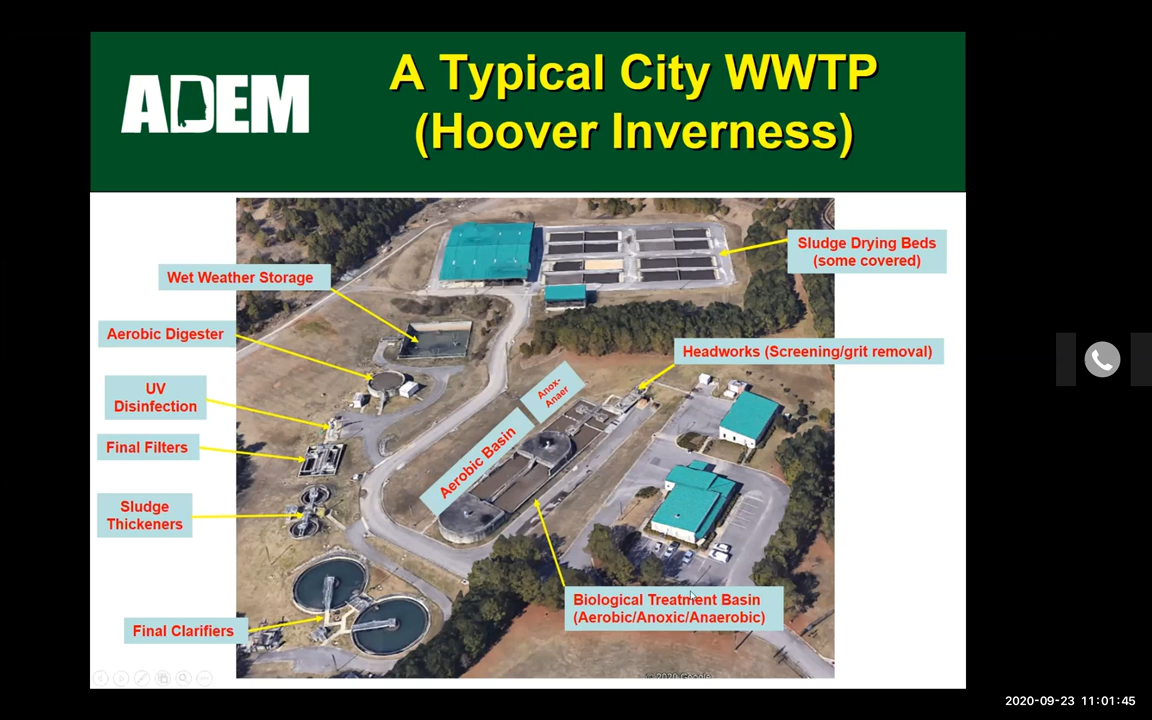 ADEM
A Typical City WWTP
(Hoover Inverness)
Sludge Drying Beds
(some covered)
Wet Weather Storage
Aerobic Digester
Headworks (Screening/grit removal)
UV
Disinfection
Anox-
Anaer
Final Filters
Aerobic Basin
Sludge
Thickeners
Biological Treatment Basin
(Aerobic/Anoxic/Anaerobic)
Final Clarifiers
© 2020 Google
2020-09-23 11:01:45